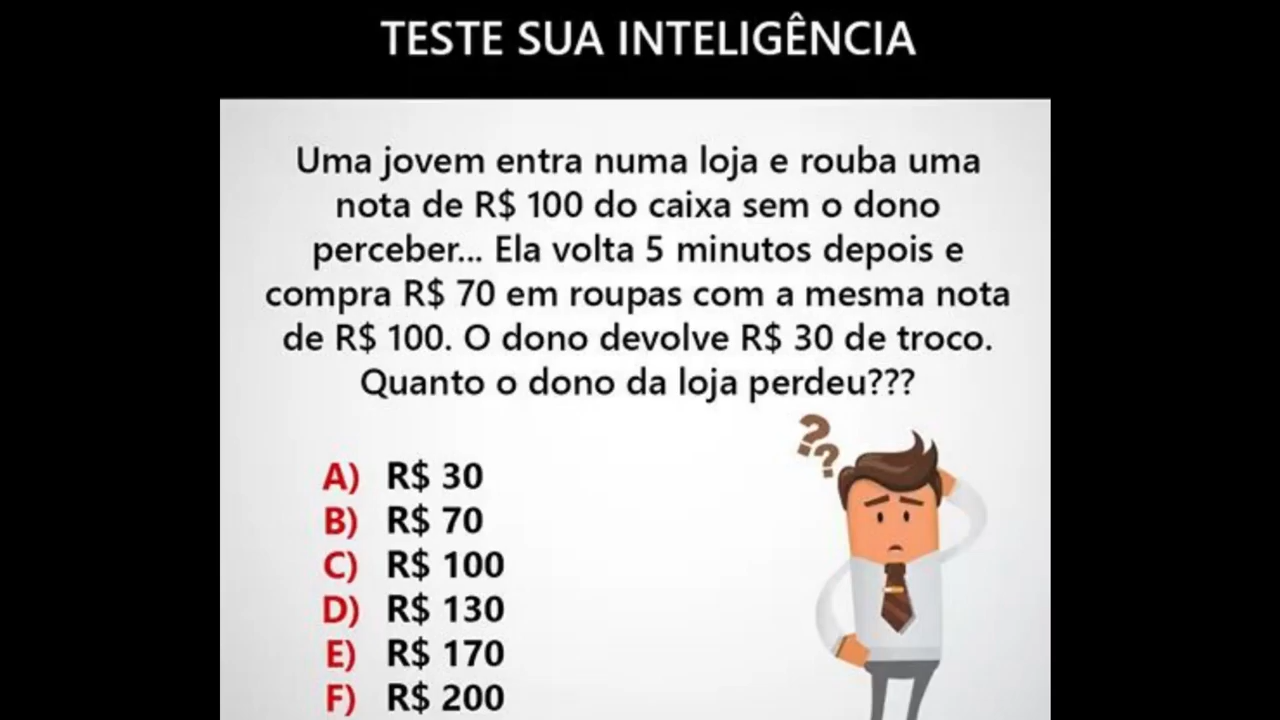 TESTE SUA INTELIGÊNCIA
Uma jovem entra numa loja e rouba uma
nota de R$ 100 do caixa sem o dono
perceber... Ela volta 5 minutos depois e
compra R$ 70 em roupas com a mesma nota
de R$ 100. O dono devolve R$ 30 de troco.
Quanto o dono da loja perdeu???
??
A) R$ 30
B) R$ 70
C) R$ 100
D) R$ 130
E) R$ 170
F) R$ 200